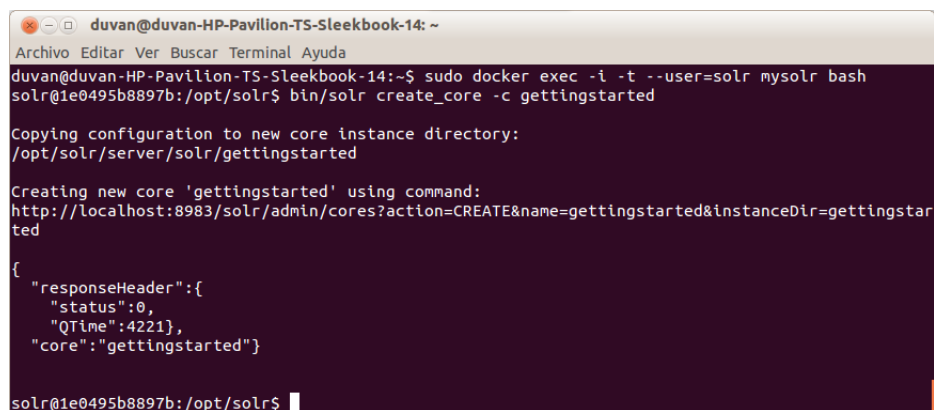 duvan@duvan-HP-Pavilion-TS-Sleekbook-14: ~
Archivo Editar Ver Buscar Terminal Ayuda
duvan@duvan-HP-Pavilion-TS-Sleekbook-14:~$ sudo docker exec -i -t --user=solr mysolr bash
solr@1e0495b8897b:/opt/solr$ bin/solr create_core -c gettingstarted
Copying configuration to new core instance directory:
/opt/solr/server/solr/gettingstarted
Creating new core 'gettingstarted' using command:
http://localhost:8983/solr/admin/cores?action=CREATE&name=gettingstarted&instanceDir=gettingstar
ted
{
  "responseHeader":{
    "status":0,
    "QTime":4221},
  "core":"gettingstarted"}
solr@1e0495b8897b:/opt/solr$